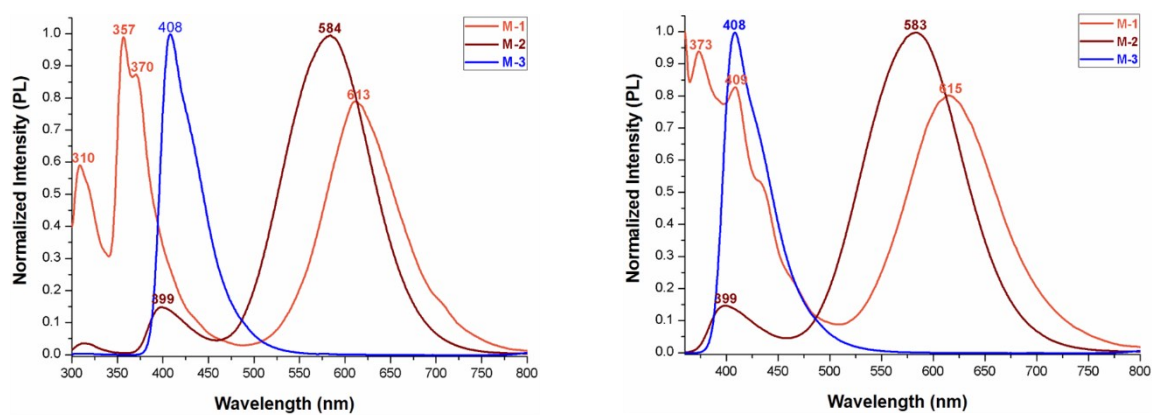 357
408
584
M-1
M-2
M-3
370
613
310
399
Normalized Intensity (PL)
1.0
0.9
0.8
0.7
0.6
0.5
0.4
0.3
0.2
0.1
0.0
300 350 400 450 500 550 600 650 700 750 800
Wavelength (nm)
373
408
583
M-1
M-2
M-3
409
615
399
Normalized Intensity (PL)
1.0
0.9
0.8
0.7
0.6
0.5
0.4
0.3
0.2
0.1
0.0
400 450 500 550 600 650 700 750 800
Wavelength (nm)